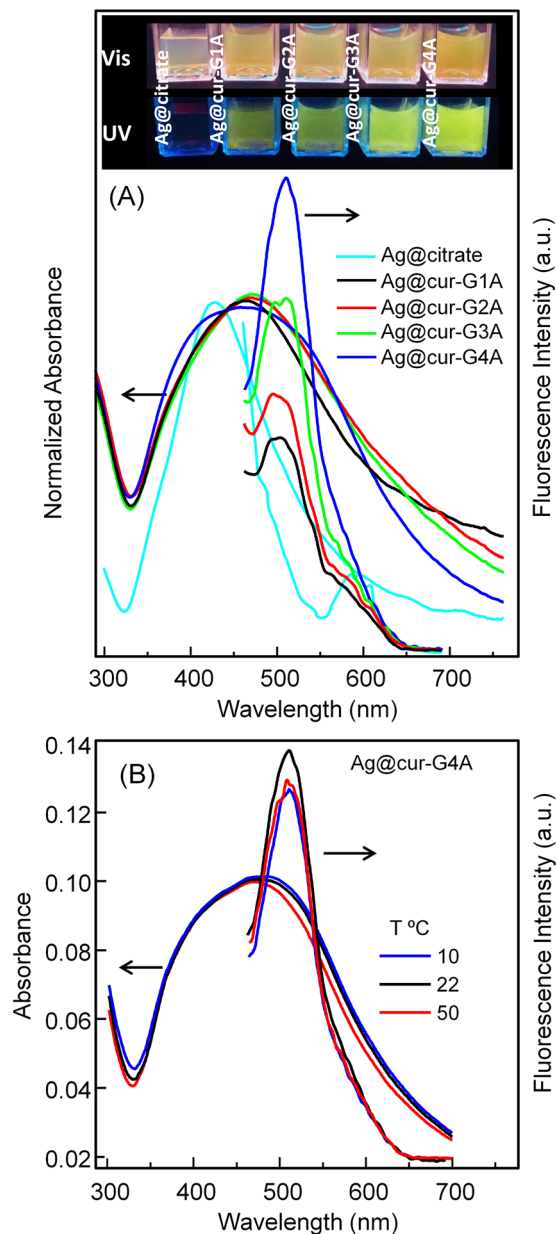 Vis
Ag@citrate
Ag@cur-G1A
Ag@cur-G2A
Ag@cur-G3A
Ag@cur-G4A
UV
(A)
Ag@citrate
Ag@cur-G1A
Ag@cur-G2A
Ag@cur-G3A
Ag@cur-G4A
Normalized Absorbance
Fluorescence Intensity (a.u.)
300 400 500 600 700
Wavelength (nm)
(B)
Ag@cur-G4A
0.14
0.12
0.10
0.08
0.06
0.04
0.02
T ºC
10
22
50
Absorbance
Fluorescence Intensity (a.u.)
300 400 500 600 700
Wavelength (nm)